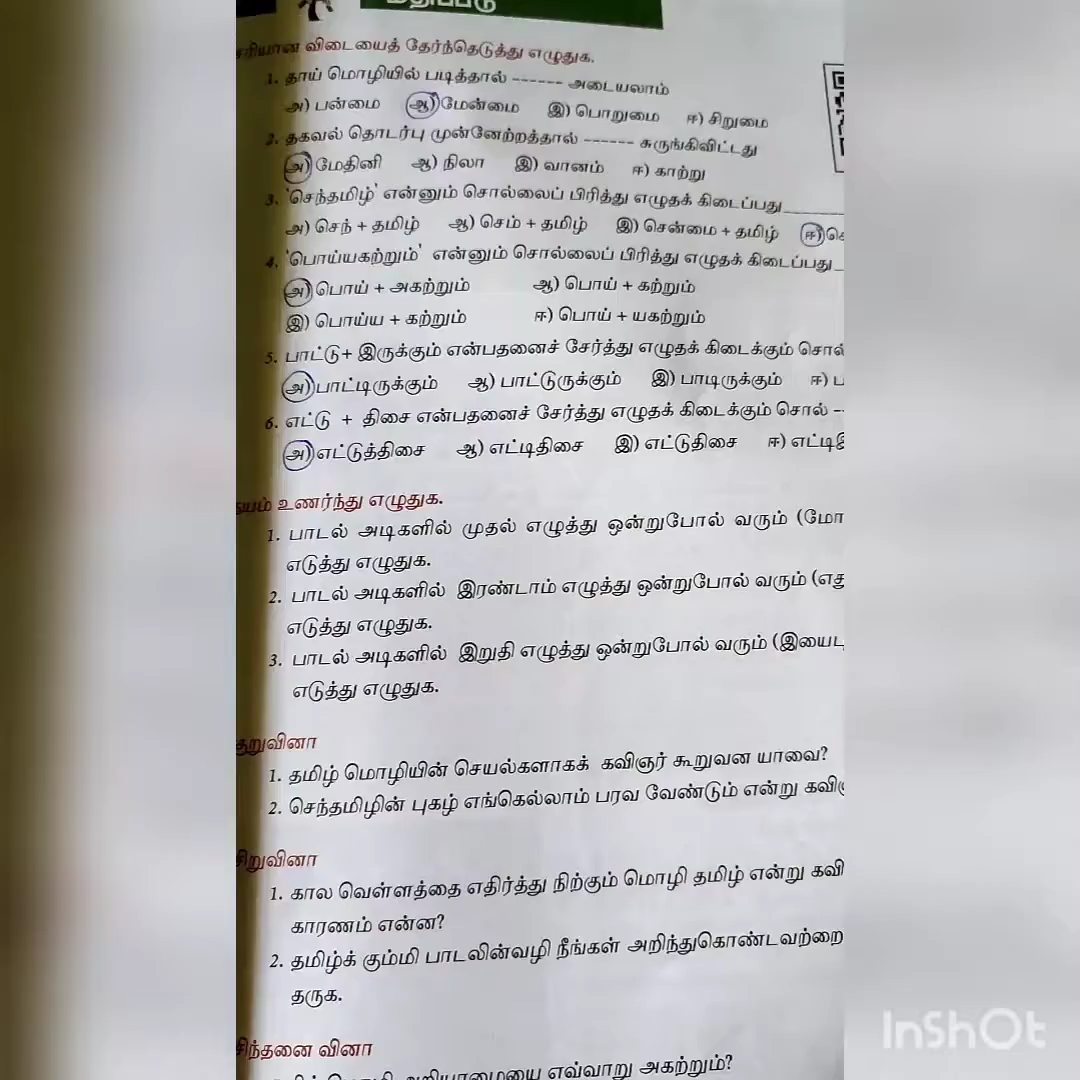 மதிப்பீடு
சரியான விடையைத் தேர்ந்தெடுத்து எழுதுக.
1. தாய் மொழியில் படித்தால் ------ அடையலாம்
அ) பன்மை ஆ) மேன்மை இ) பொறுமை ஈ) சிறுமை
2. தகவல் தொடர்பு முன்னேற்றத்தால் ------ சுருங்கிவிட்டது
அ) மேதினி ஆ) நிலா இ) வானம் ஈ) காற்று
3. 'செந்தமிழ்' என்னும் சொல்லைப் பிரித்து எழுதக் கிடைப்பது
அ) செந் + தமிழ் ஆ) செம் + தமிழ் இ) சென்மை + தமிழ் ஈ)
4. 'பொய்யகற்றும்' என்னும் சொல்லைப் பிரித்து எழுதக் கிடைப்பது
அ) பொய் + அகற்றும் ஆ) பொய் + கற்றும்
இ) பொய்ய + கற்றும் ஈ) பொய் + யகற்றும்
5. பாட்டு+ இருக்கும் என்பதனைச் சேர்த்து எழுதக் கிடைக்கும் சொல்
அ) பாட்டிருக்கும் ஆ) பாட்டுருக்கும் இ) பாடிருக்கும் ஈ)
6. எட்டு + திசை என்பதனைச் சேர்த்து எழுதக் கிடைக்கும் சொல் --
அ) எட்டுத்திசை ஆ) எட்டிதிசை இ) எட்டுதிசை ஈ)
உணர்ந்து எழுதுக.
1. பாடல் அடிகளில் முதல் எழுத்து ஒன்றுபோல் வரும்
எடுத்து எழுதுக.
2. பாடல் அடிகளில் இரண்டாம் எழுத்து ஒன்றுபோல் வரும்
எடுத்து எழுதுக.
3. பாடல் அடிகளில் இறுதி எழுத்து ஒன்றுபோல் வரும்
எடுத்து எழுதுக.
குறுவினா
1. தமிழ் மொழியின் செயல்களாகக் கவிஞர் கூறுவன யாவை?
2. செந்தமிழின் புகழ் எங்கெல்லாம் பரவ வேண்டும் என்று
சிறுவினா
1. கால வெள்ளத்தை எதிர்த்து நிற்கும் மொழி தமிழ் என்று
காரணம் என்ன?
2. தமிழ்க் கும்மி பாடலின்வழி நீங்கள் அறிந்துகொண்டவற்றை
தருக.
சிந்தனை வினா
அறியாமையை எவ்வாறு அகற்றும்?
InShOt